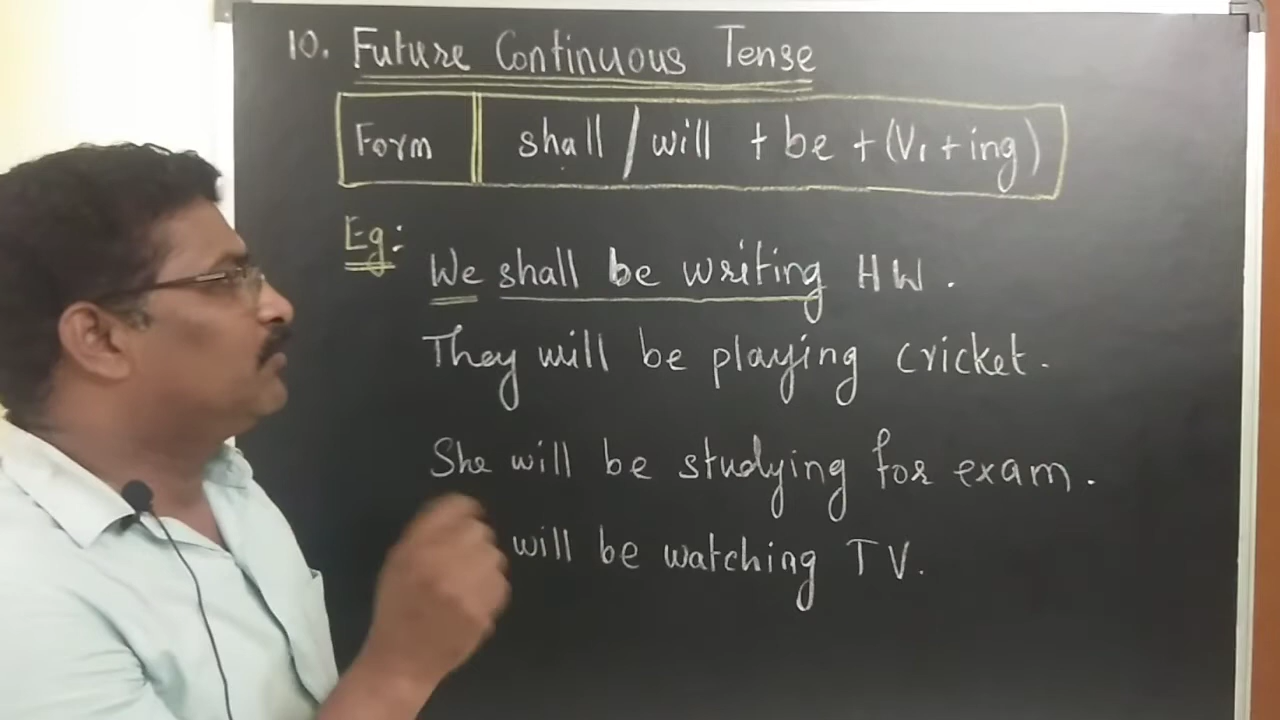 10. Future Continuous Tense
Form shall / will + be + (V1 + ing)
Eg:
We shall be writing HW.
They will be playing cricket.
She will be studying for exam.
will be watching TV.